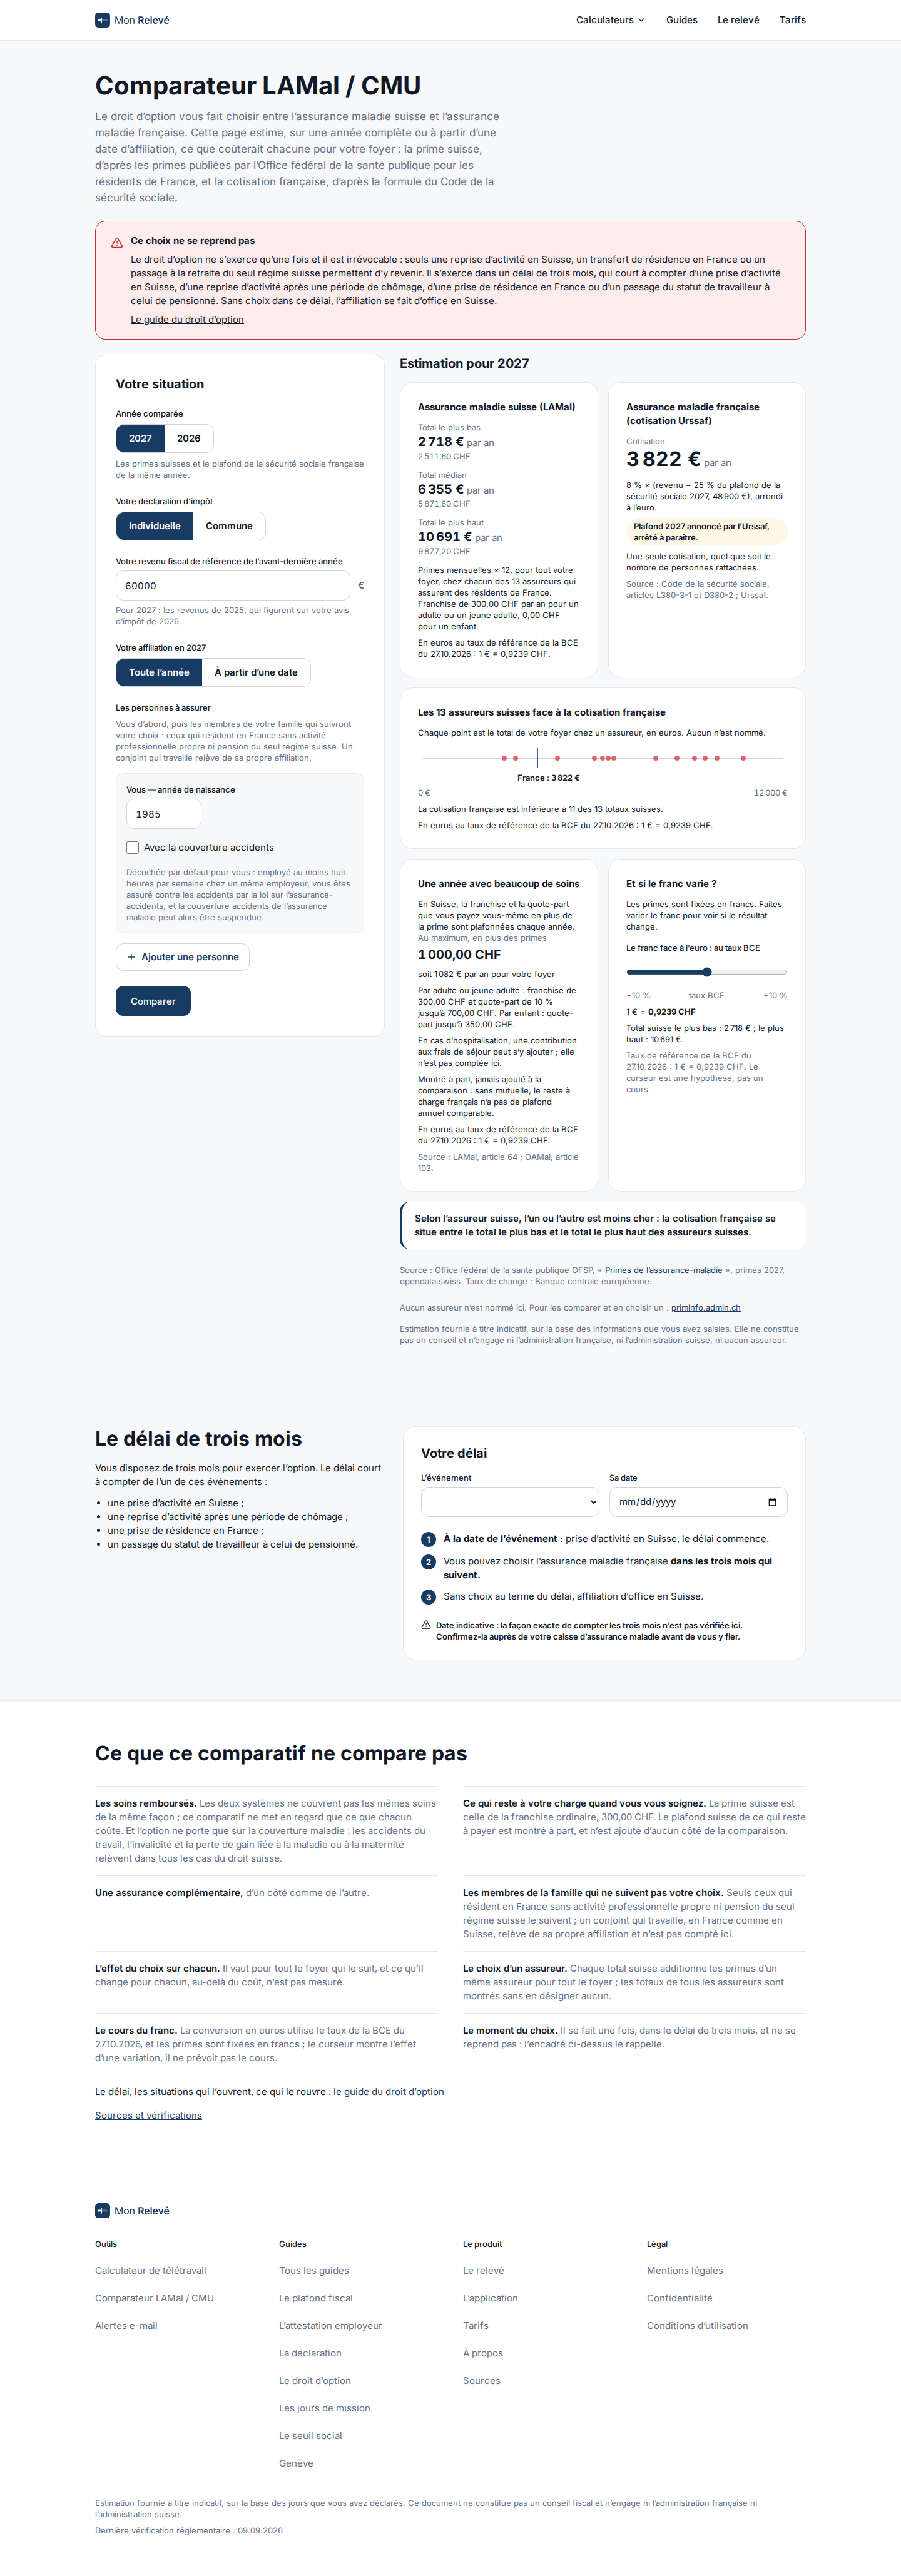 Mon Relevé
Calculateurs
Guides
Le relevé
Tarifs
Comparateur LAMal / CMU
Le droit d’option vous fait choisir entre l’assurance maladie suisse et l’assurance
maladie française. Cette page estime, sur une année complète ou à partir d’une
date d’affiliation, ce que coûterait chacune pour votre foyer : la prime suisse,
d’après les primes publiées par l’Office fédéral de la santé publique pour les
résidents de France, et la cotisation française, d’après la formule du Code de la
sécurité sociale.
Ce choix ne se reprend pas
Le droit d’option ne s’exerce qu’une fois et il est irrévocable : seuls une reprise d’activité en Suisse, un transfert de résidence en France ou un
passage à la retraite du seul régime suisse permettent d’y revenir. Il s’exerce dans un délai de trois mois, qui court à compter d’une prise d’activité
en Suisse, d’une reprise d’activité après une période de chômage, d’une prise de résidence en France ou d’un passage du statut de travailleur à
celui de pensionné. Sans choix dans ce délai, l’affiliation se fait d’office en Suisse.
Le guide du droit d’option
Votre situation
Année comparée
2027
2026
Les primes suisses et le plafond de la sécurité sociale française
de la même année.
Votre déclaration d’impôt
Individuelle
Commune
Votre revenu fiscal de référence de l’avant-dernière année
60000
€
Pour 2027 : les revenus de 2025, qui figurent sur votre avis
d’impôt de 2026.
Votre affiliation en 2027
Toute l’année
À partir d’une date
Les personnes à assurer
Vous d’abord, puis les membres de votre famille qui suivront
votre choix : ceux qui résident en France sans activité
professionnelle propre ni pension du seul régime suisse. Un
conjoint qui travaille relève de sa propre affiliation.
Vous — année de naissance
1985
Avec la couverture accidents
Décochée par défaut pour vous : employé au moins huit
heures par semaine chez un même employeur, vous êtes
assuré contre les accidents par la loi sur l’assurance-
accidents, et la couverture accidents de l’assurance
maladie peut alors être suspendue.
Ajouter une personne
Comparer
Estimation pour 2027
Assurance maladie suisse (LAMal)
Total le plus bas
2 718 € par an
2 511,60 CHF
Total médian
6 355 € par an
5 871,60 CHF
Total le plus haut
10 691 € par an
9 877,20 CHF
Primes mensuelles × 12, pour tout votre
foyer, chez chacun des 13 assureurs qui
assurent des résidents de France.
Franchise de 300,00 CHF par an pour un
adulte ou un jeune adulte, 0,00 CHF
pour un enfant.
En euros au taux de référence de la BCE
du 27.10.2026 : 1 € = 0,9239 CHF.
Assurance maladie française
(cotisation Urssaf)
Cotisation
3 822 € par an
8 % × (revenu − 25 % du plafond de la
sécurité sociale 2027, 48 900 €), arrondi
à l’euro.
Plafond 2027 annoncé par l’Urssaf,
arrêté à paraître.
Une seule cotisation, quel que soit le
nombre de personnes rattachées.
Source : Code de la sécurité sociale,
articles L380-3-1 et D380-2 ; Urssaf.
Les 13 assureurs suisses face à la cotisation française
Chaque point est le total de votre foyer chez un assureur, en euros. Aucun n’est nommé.
France : 3 822 €
0 €
12 000 €
La cotisation française est inférieure à 11 des 13 totaux suisses.
En euros au taux de référence de la BCE du 27.10.2026 : 1 € = 0,9239 CHF.
Une année avec beaucoup de soins
En Suisse, la franchise et la quote-part
que vous payez vous-même en plus de
la prime sont plafonnées chaque année.
Au maximum, en plus des primes
1 000,00 CHF
soit 1 082 € par an pour votre foyer
Par adulte ou jeune adulte : franchise de
300,00 CHF et quote-part de 10 %
jusqu’à 700,00 CHF. Par enfant : quote-
part jusqu’à 350,00 CHF.
En cas d’hospitalisation, une contribution
aux frais de séjour peut s’y ajouter ; elle
n’est pas comptée ici.
Montré à part, jamais ajouté à la
comparaison : sans mutuelle, le reste à
charge français n’a pas de plafond
annuel comparable.
En euros au taux de référence de la BCE
du 27.10.2026 : 1 € = 0,9239 CHF.
Source : LAMal, article 64 ; OAMal, article
103.
Et si le franc varie ?
Les primes sont fixées en francs. Faites
varier le franc pour voir si le résultat
change.
Le franc face à l’euro : au taux BCE
−10 %
taux BCE
+10 %
1 € = 0,9239 CHF
Total suisse le plus bas : 2 718 € ; le plus
haut : 10 691 €.
Taux de référence de la BCE du
27.10.2026 : 1 € = 0,9239 CHF. Le
curseur est une hypothèse, pas un
cours.
Selon l’assureur suisse, l’un ou l’autre est moins cher : la cotisation française se
situe entre le total le plus bas et le total le plus haut des assureurs suisses.
Source : Office fédéral de la santé publique OFSP, « Primes de l’assurance-maladie », primes 2027,
opendata.swiss. Taux de change : Banque centrale européenne.
Aucun assureur n’est nommé ici. Pour les comparer et en choisir un : priminfo.admin.ch
Estimation fournie à titre indicatif, sur la base des informations que vous avez saisies. Elle ne constitue
pas un conseil et n’engage ni l’administration française, ni l’administration suisse, ni aucun assureur.
Le délai de trois mois
Vous disposez de trois mois pour exercer l’option. Le délai court
à compter de l’un de ces événements :
• une prise d’activité en Suisse ;
• une reprise d’activité après une période de chômage ;
• une prise de résidence en France ;
• un passage du statut de travailleur à celui de pensionné.
Votre délai
L’événement
Sa date
mm/dd/yyyy
1 À la date de l’événement : prise d’activité en Suisse, le délai commence.
2 Vous pouvez choisir l’assurance maladie française dans les trois mois qui
suivent.
3 Sans choix au terme du délai, affiliation d’office en Suisse.
Date indicative : la façon exacte de compter les trois mois n’est pas vérifiée ici.
Confirmez-la auprès de votre caisse d’assurance maladie avant de vous y fier.
Ce que ce comparatif ne compare pas
Les soins remboursés. Les deux systèmes ne couvrent pas les mêmes soins
de la même façon ; ce comparatif ne met en regard que ce que chacun
coûte. Et l’option ne porte que sur la couverture maladie : les accidents du
travail, l’invalidité et la perte de gain liée à la maladie ou à la maternité
relèvent dans tous les cas du droit suisse.
Ce qui reste à votre charge quand vous vous soignez. La prime suisse est
celle de la franchise ordinaire, 300,00 CHF. Le plafond suisse de ce qui reste
à payer est montré à part, et n’est ajouté d’aucun côté de la comparaison.
Une assurance complémentaire, d’un côté comme de l’autre.
Les membres de la famille qui ne suivent pas votre choix. Seuls ceux qui
résident en France sans activité professionnelle propre ni pension du seul
régime suisse le suivent ; un conjoint qui travaille, en France comme en
Suisse, relève de sa propre affiliation et n’est pas compté ici.
L’effet du choix sur chacun. Il vaut pour tout le foyer qui le suit, et ce qu’il
change pour chacun, au-delà du coût, n’est pas mesuré.
Le choix d’un assureur. Chaque total suisse additionne les primes d’un
même assureur pour tout le foyer ; les totaux de tous les assureurs sont
montrés sans en désigner aucun.
Le cours du franc. La conversion en euros utilise le taux de la BCE du
27.10.2026, et les primes sont fixées en francs ; le curseur montre l’effet
d’une variation, il ne prévoit pas le cours.
Le moment du choix. Il se fait une fois, dans le délai de trois mois, et ne se
reprend pas : l’encadré ci-dessus le rappelle.
Le délai, les situations qui l’ouvrent, ce qui le rouvre : le guide du droit d’option
Sources et vérifications
Mon Relevé
Outils
Calculateur de télétravail
Comparateur LAMal / CMU
Alertes e-mail
Guides
Tous les guides
Le plafond fiscal
L’attestation employeur
La déclaration
Le droit d’option
Les jours de mission
Le seuil social
Genève
Le produit
Le relevé
L’application
Tarifs
À propos
Sources
Légal
Mentions légales
Confidentialité
Conditions d’utilisation
Estimation fournie à titre indicatif, sur la base des jours que vous avez déclarés. Ce document ne constitue pas un conseil fiscal et n’engage ni l’administration française ni
l’administration suisse.
Dernière vérification réglementaire : 09.09.2026